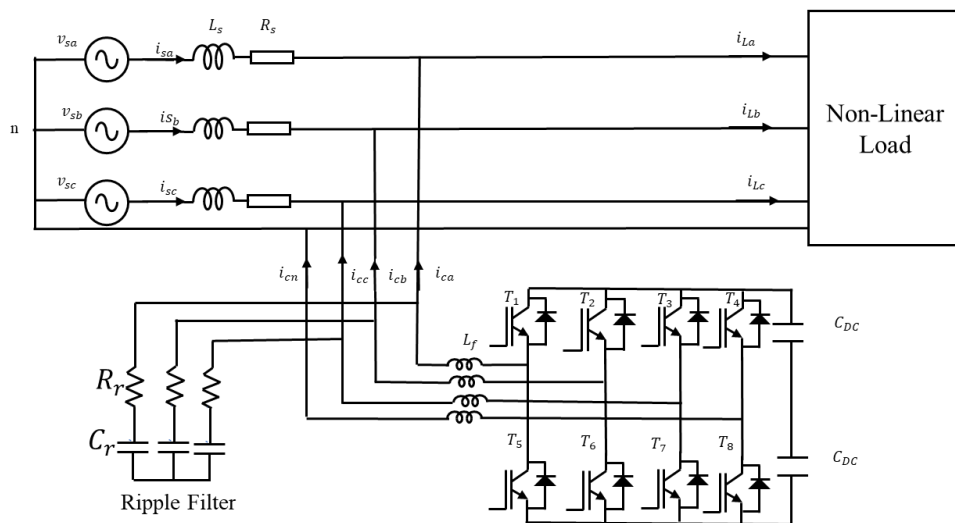 v_sa
i_sa
L_s
R_s
i_La
n
v_sb
is_b
i_Lb
Non-Linear
Load
v_sc
i_sc
i_Lc
i_cn
i_cc
i_cb
i_ca
T_1
T_2
T_3
T_4
C_DC
L_f
R_r
C_r
T_5
T_6
T_7
T_8
C_DC
Ripple Filter